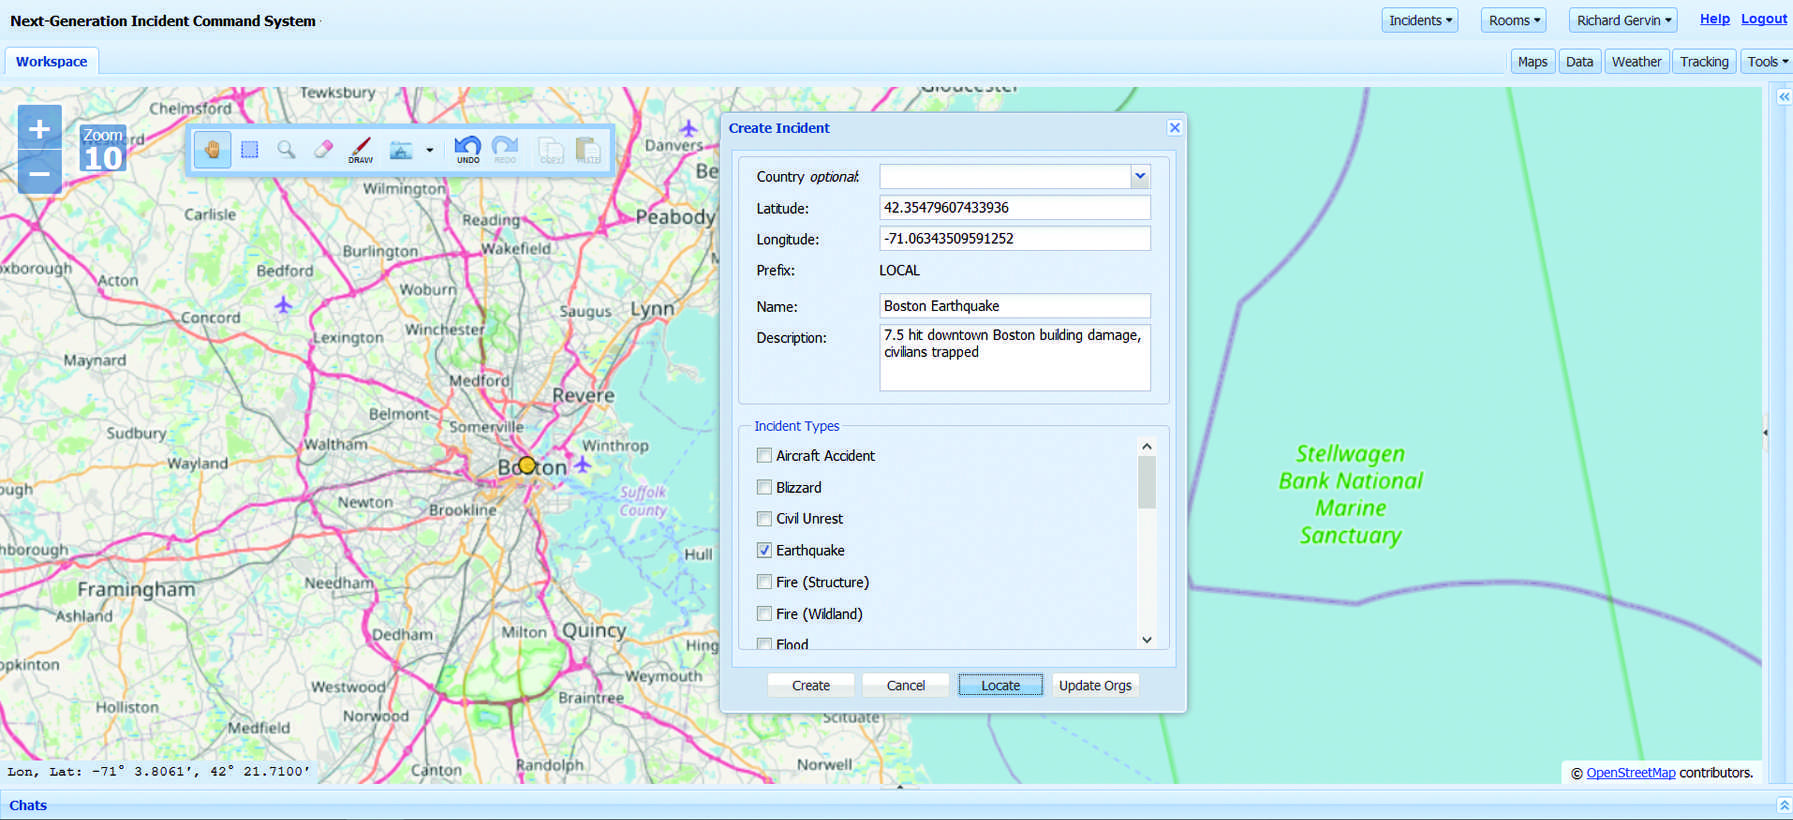 Next-Generation Incident Command System
Incidents
Rooms
Richard Gervin
Help
Logout
Workspace
Maps
Data
Weather
Tracking
Tools
Zoom
10
DRAW
UNDO
REDO
COPY
PASTE
Gloucester
Tewksbury
Chelmsford
Westford
Danvers
Be
Wilmington
Carlisle
Reading
Peabody
Wakefield
Burlington
oxborough
Bedford
Acton
Woburn
Saugus
Lynn
Concord
Winchester
Lexington
Maynard
Medford
Revere
Belmont
Somerville
Sudbury
Waltham
Winthrop
Wayland
Boston
ough
Newton
Brookline
Suffolk
County
hborough
Hull
Framingham
Needham
Ashland
Dedham
Milton
Quincy
Hing
opkinton
Westwood
Weymouth
Braintree
Holliston
Norwood
Medfield
Scituate
Canton
Randolph
Norwell
Stellwagen
Bank National
Marine
Sanctuary
Create Incident
Country optional:
Latitude: 42.35479607433936
Longitude: -71.06343509591252
Prefix: LOCAL
Name: Boston Earthquake
Description: 7.5 hit downtown Boston building damage,
civilians trapped
Incident Types
Aircraft Accident
Blizzard
Civil Unrest
Earthquake
Fire (Structure)
Fire (Wildland)
Flood
Create
Cancel
Locate
Update Orgs
Lon, Lat: -71° 3.8061', 42° 21.7100'
© OpenStreetMap contributors.
Chats